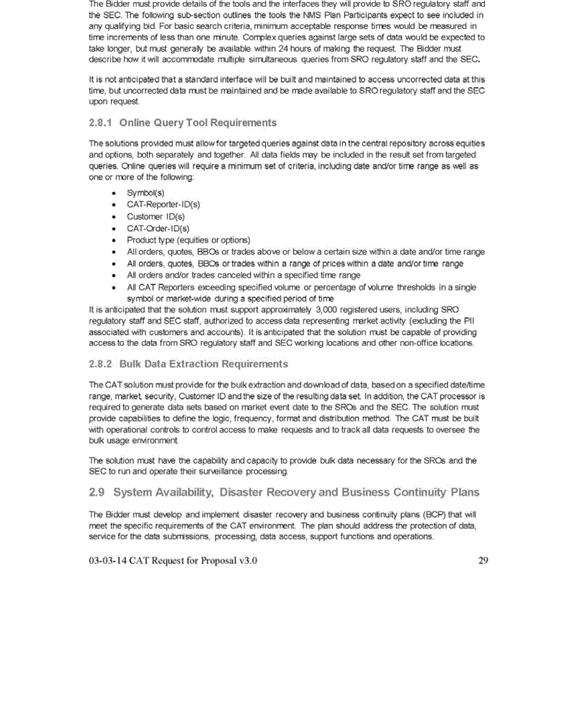 The Bidder must provide details of the tools and the interfaces they will provide to SRO regulatory staff and
the SEC. The following sub-section outlines the tools the NMS Plan Participants expect to see included in
any qualifying bid. For basic search criteria, minimum acceptable response times would be measured in
time increments of less than one minute. Complex queries against large sets of data would be expected to
take longer, but must generally be available within 24 hours of making the request. The Bidder must
describe how it will accommodate multiple simultaneous queries from SRO regulatory staff and the SEC.
It is not anticipated that a standard interface will be built and maintained to access uncorrected data at this
time, but uncorrected data must be maintained and be made available to SRO regulatory staff and the SEC
upon request.
2.8.1 Online Query Tool Requirements
The solutions provided must allow for targeted queries against data in the central repository across equities
and options, both separately and together. All data fields may be included in the result set from targeted
queries. Online queries will require a minimum set of criteria, including date and/or time range as well as
one or more of the following:
• Symbol(s)
• CAT-Reporter-ID(s)
• Customer ID(s)
• CAT-Order-ID(s)
• Product type (equities or options)
• All orders, quotes, BBOs or trades above or below a certain size within a date and/or time range
• All orders, quotes, BBOs or trades within a range of prices within a date and/or time range
• All orders and/or trades canceled within a specified time range
• All CAT Reporters exceeding specified volume or percentage of volume thresholds in a single
symbol or market-wide during a specified period of time
It is anticipated that the solution must support approximately 3,000 registered users, including SRO
regulatory staff and SEC staff, authorized to access data representing market activity (excluding the PII
associated with customers and accounts). It is anticipated that the solution must be capable of providing
access to the data from SRO regulatory staff and SEC working locations and other non-office locations.
2.8.2 Bulk Data Extraction Requirements
The CAT solution must provide for the bulk extraction and download of data, based on a specified date/time
range, market, security, Customer ID and the size of the resulting data set. In addition, the CAT processor is
required to generate data sets based on market event date to the SROs and the SEC. The solution must
provide capabilities to define the logic, frequency, format and distribution method. The CAT must be built
with operational controls to control access to make requests and to track all data requests to oversee the
bulk usage environment.
The solution must have the capability and capacity to provide bulk data necessary for the SROs and the
SEC to run and operate their surveillance processing.
2.9 System Availability, Disaster Recovery and Business Continuity Plans
The Bidder must develop and implement disaster recovery and business continuity plans (BCP) that will
meet the specific requirements of the CAT environment. The plan should address the protection of data,
service for the data submissions, processing, data access, support functions and operations.
03-03-14 CAT Request for Proposal v3.0 29